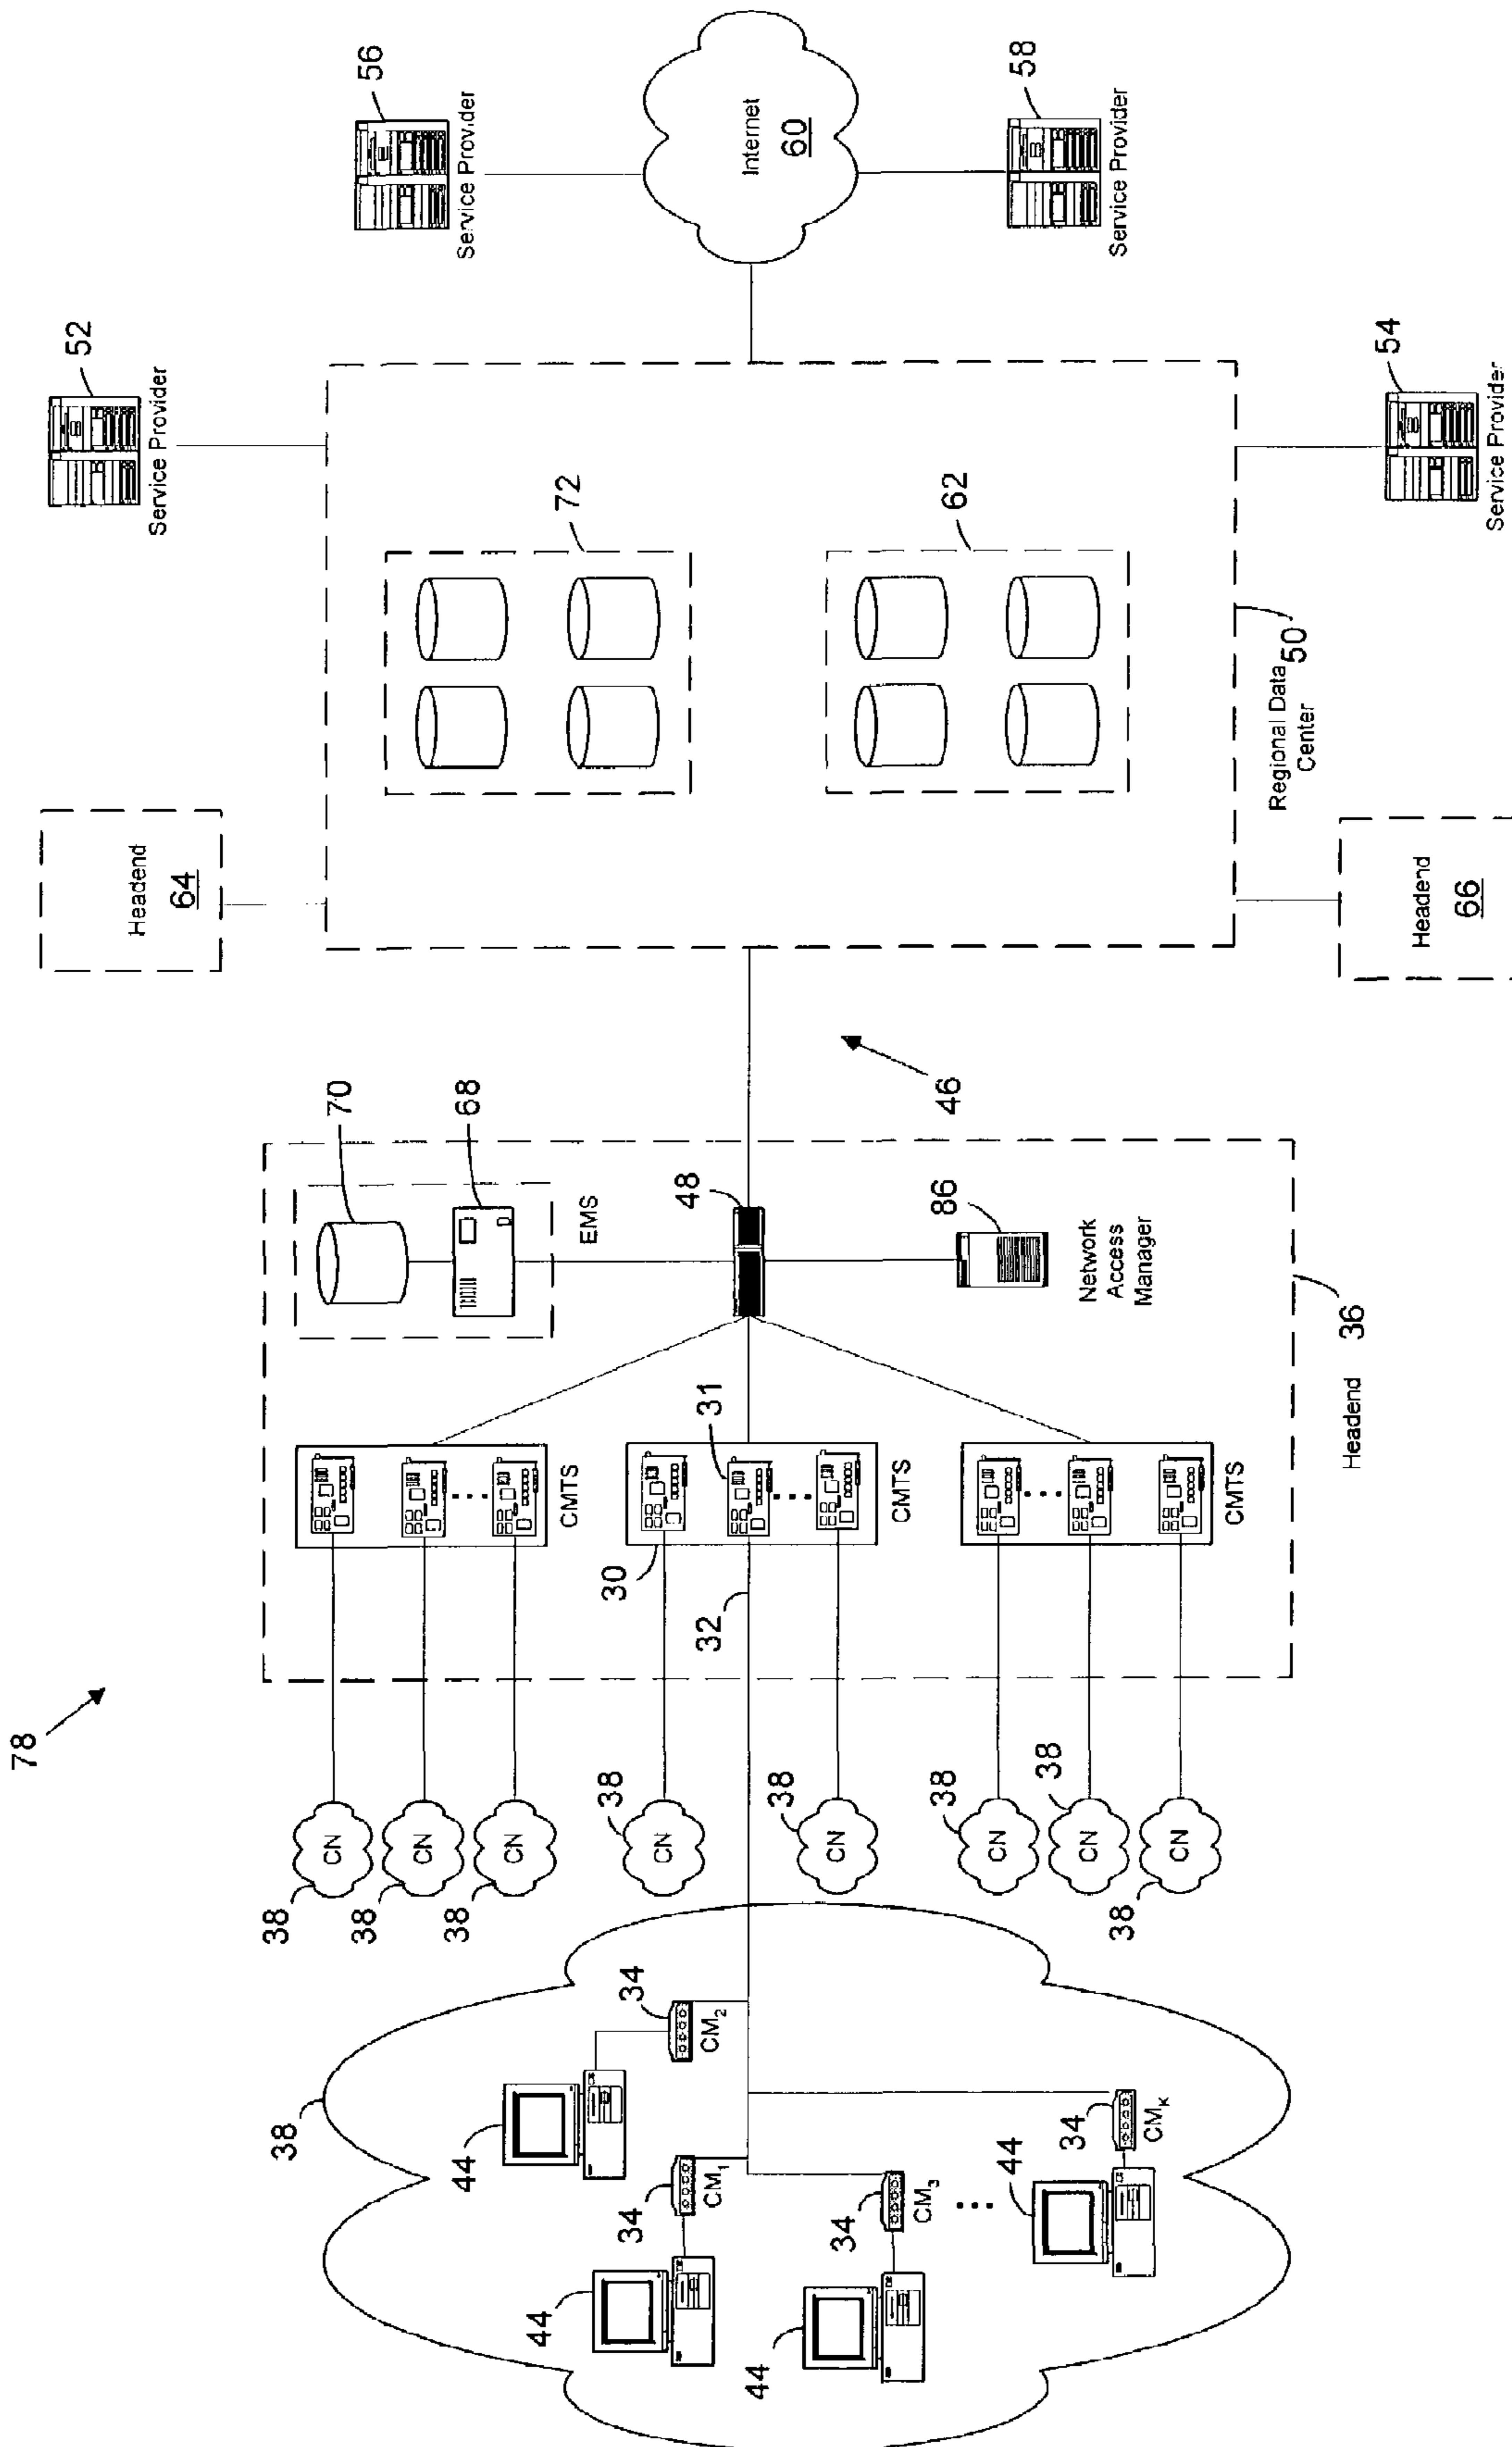 78
52
Service Provider
56
Service Provider
Internet
60
58
Service Provider
54
Service Provider
72
62
Regional Data
Center
50
Headend
64
Headend
66
46
70
68
EMS
48
86
Network
Access
Manager
Headend
36
CMTS
31
30
CMTS
CMTS
32
CN
38
CN
38
CN
38
CN
38
CN
38
CN
38
CN
38
CN
38
38
44
34
CM2
44
34
CM1
44
34
CM3
...
44
34
CMK